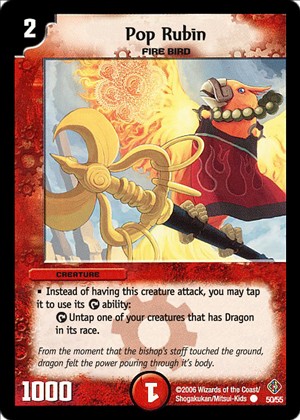 2
Pop Rubin
FIRE BIRD
CREATURE
▪ Instead of having this creature attack, you may tap
it to use its ability:
Untap one of your creatures that has Dragon
in its race.
From the moment that the bishop's staff touched the ground,
dragon felt the power pouring through it's body.
1000
1
©2006 Wizards of the Coast/
Shogakukan/Mitsui-Kids
50/55